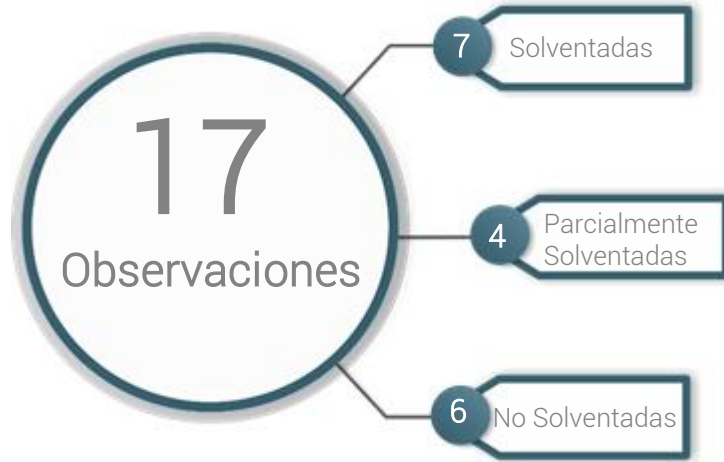 17
Observaciones
7
Solventadas
4
Parcialmente
Solventadas
6
No Solventadas